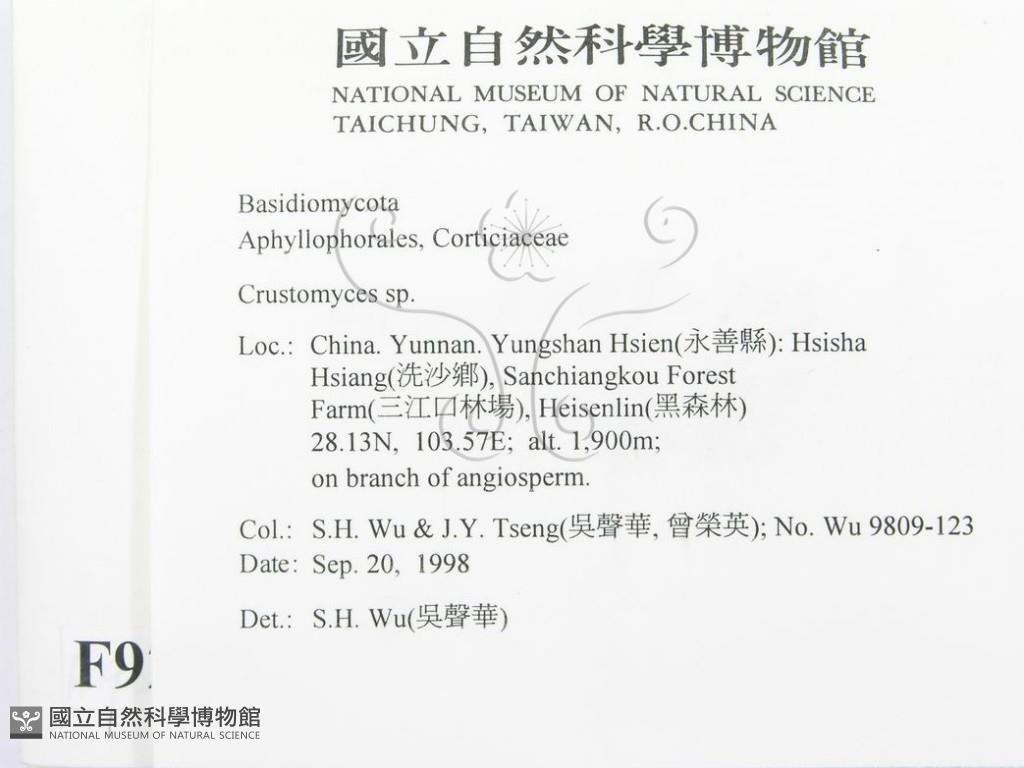 國立自然科學博物館
NATIONAL MUSEUM OF NATURAL SCIENCE
TAICHUNG, TAIWAN, R.O.CHINA
Basidiomycota
Aphyllophorales, Corticiaceae
Crustomyces sp.
Loc.: China. Yunnan. Yungshan Hsien(永善縣): Hsisha
Hsiang(洗沙鄉), Sanchiangkou Forest
Farm(三江口林場), Heisenlin(黑森林)
28.13N, 103.57E; alt. 1,900m;
on branch of angiosperm.
Col.: S.H. Wu & J.Y. Tseng(吳聲華, 曾榮英); No. Wu 9809-123
Date: Sep. 20, 1998
Det.: S.H. Wu(吳聲華)
國立自然科學博物館
NATIONAL MUSEUM OF NATURAL SCIENCE